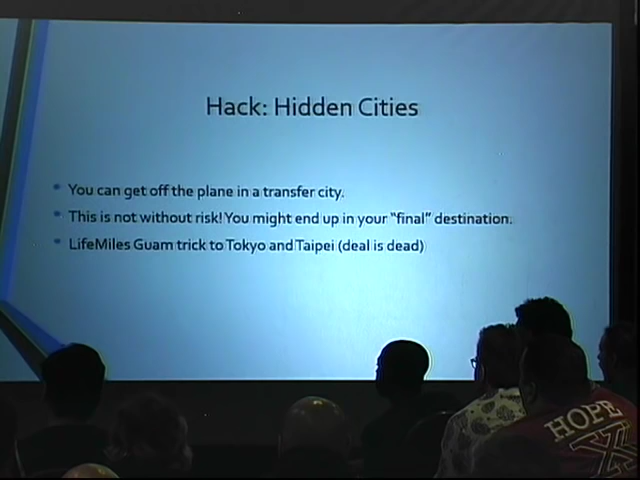 Hack: Hidden Cities
You can get off the plane in a transfer city.
This is not without risk! You might end up in your “final” destination.
LifeMiles Guam trick to Tokyo and Taipei (deal is dead)
HOPE
X